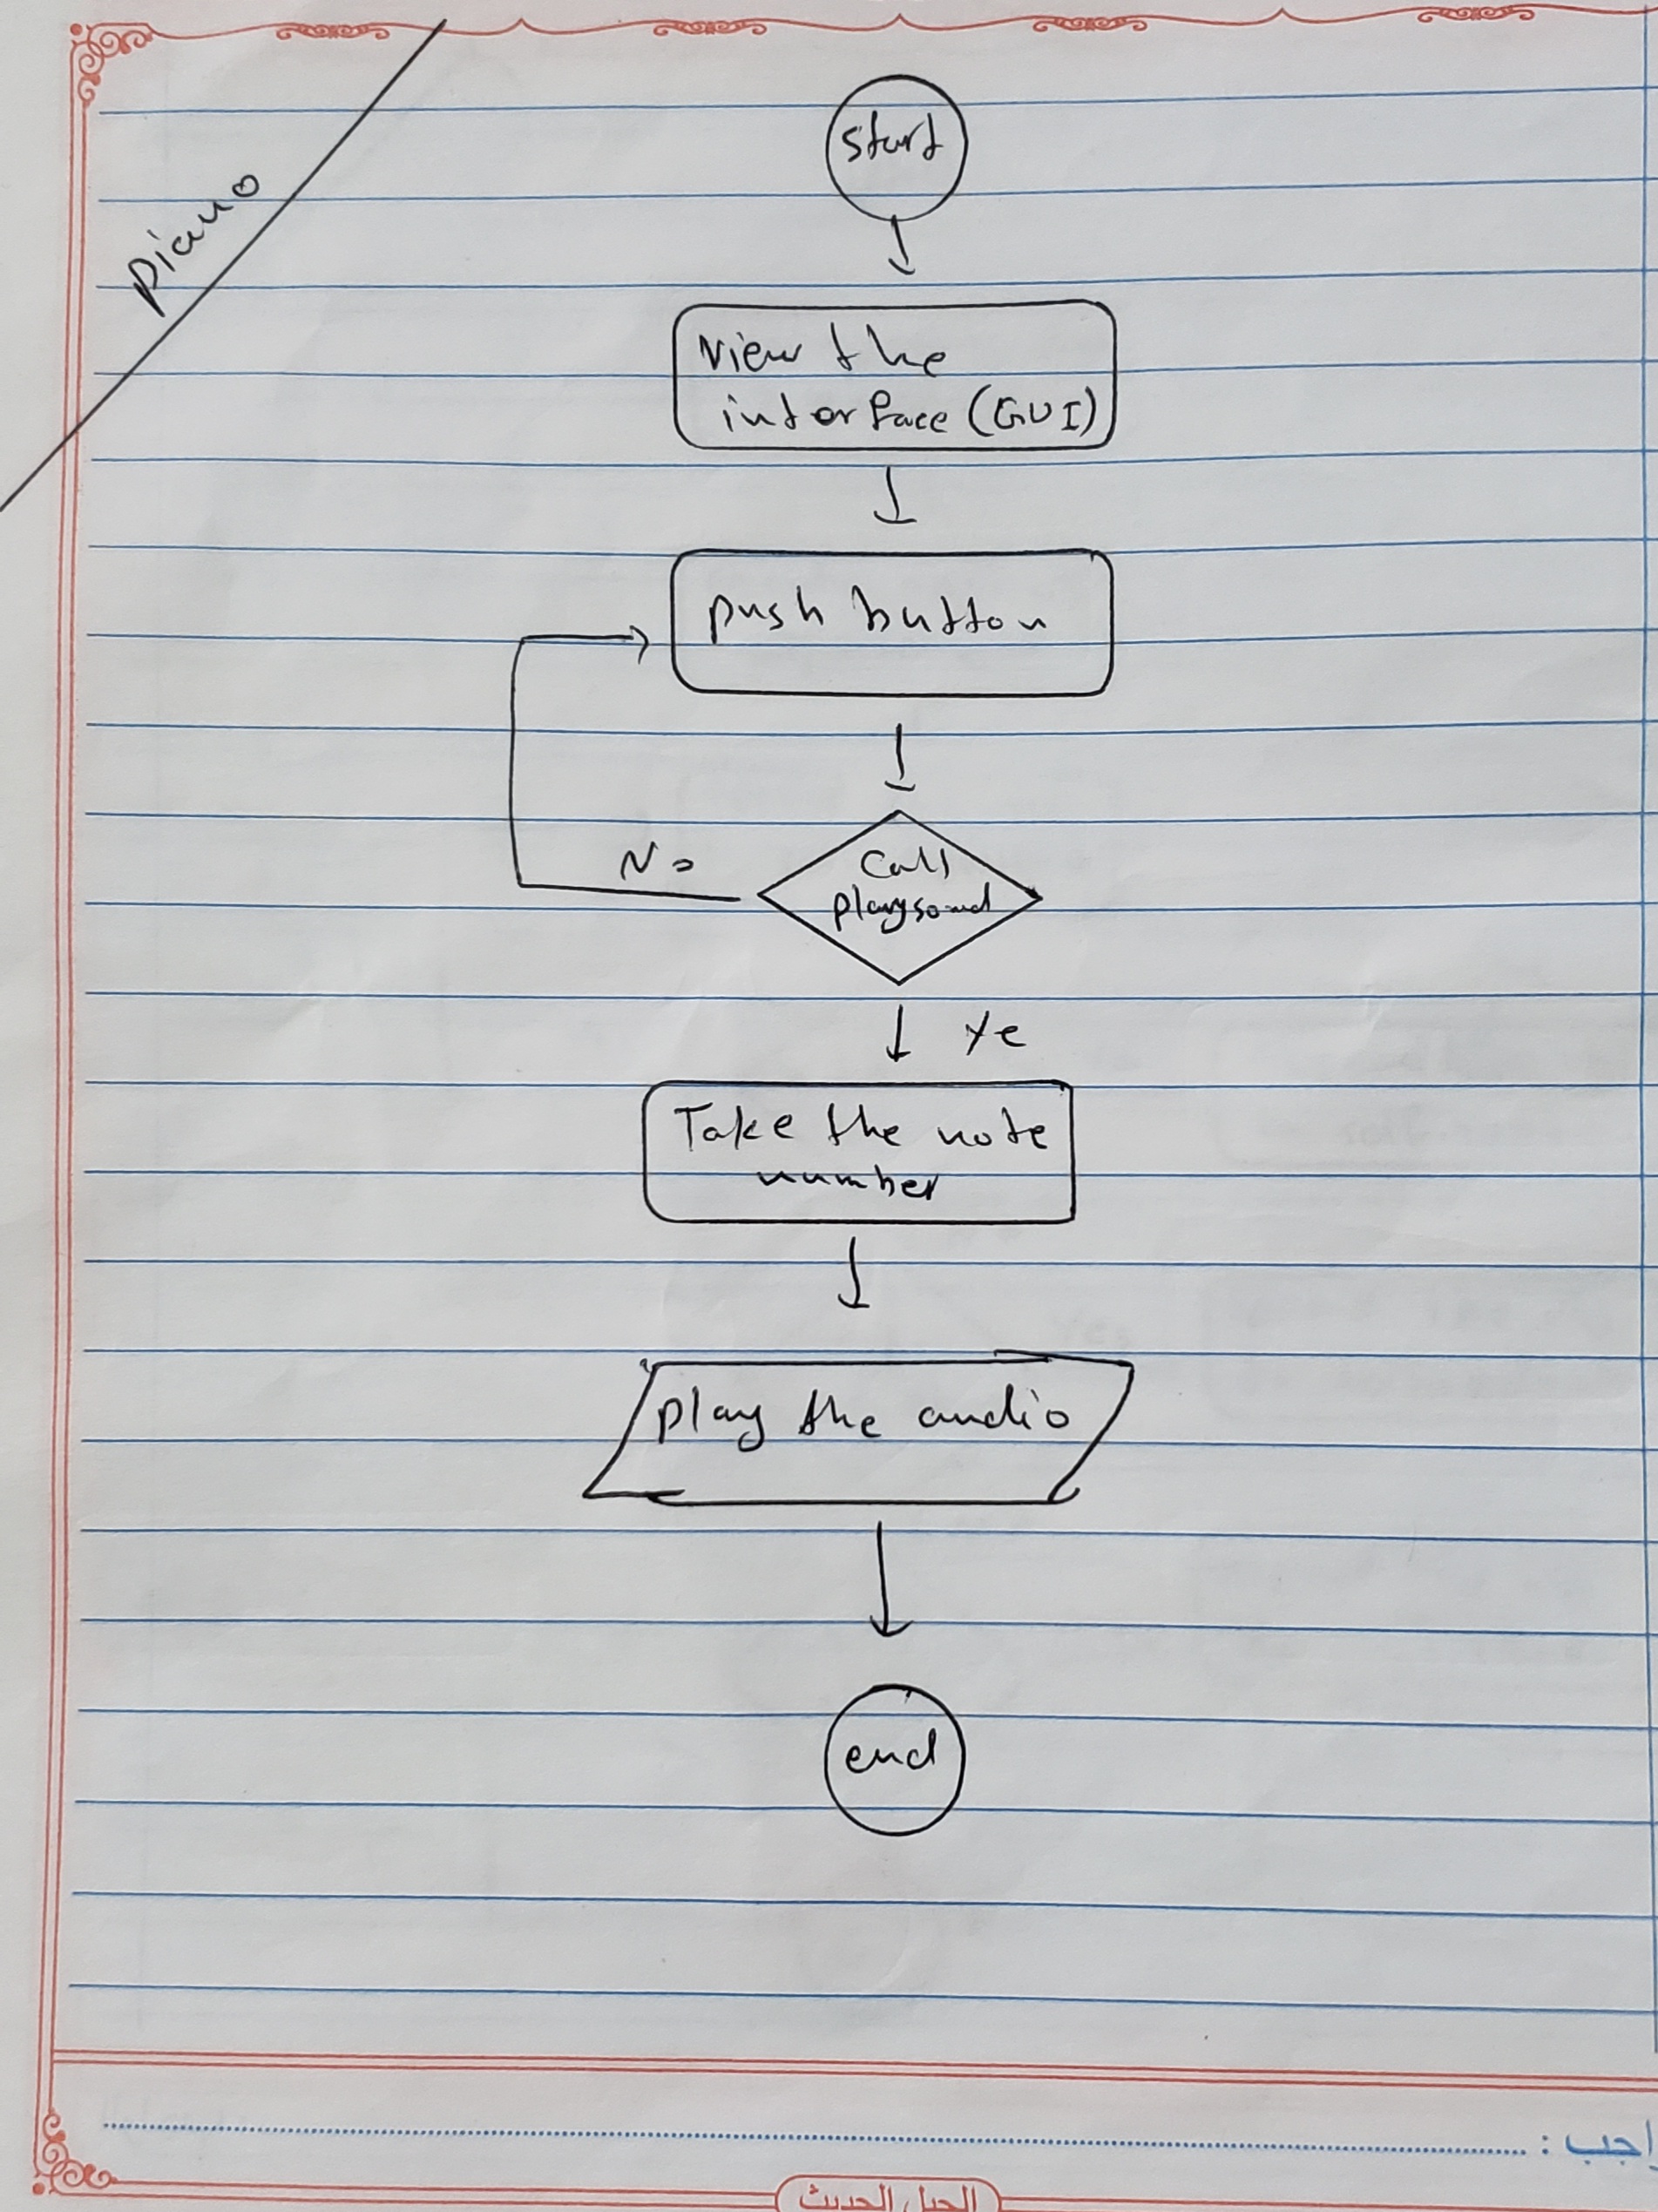 Piano
start
View the
interface (GUI)
push button
Call
playsound
No
Ye
Take the note
number
play the audio
end
اجب :
الجيل الحديث